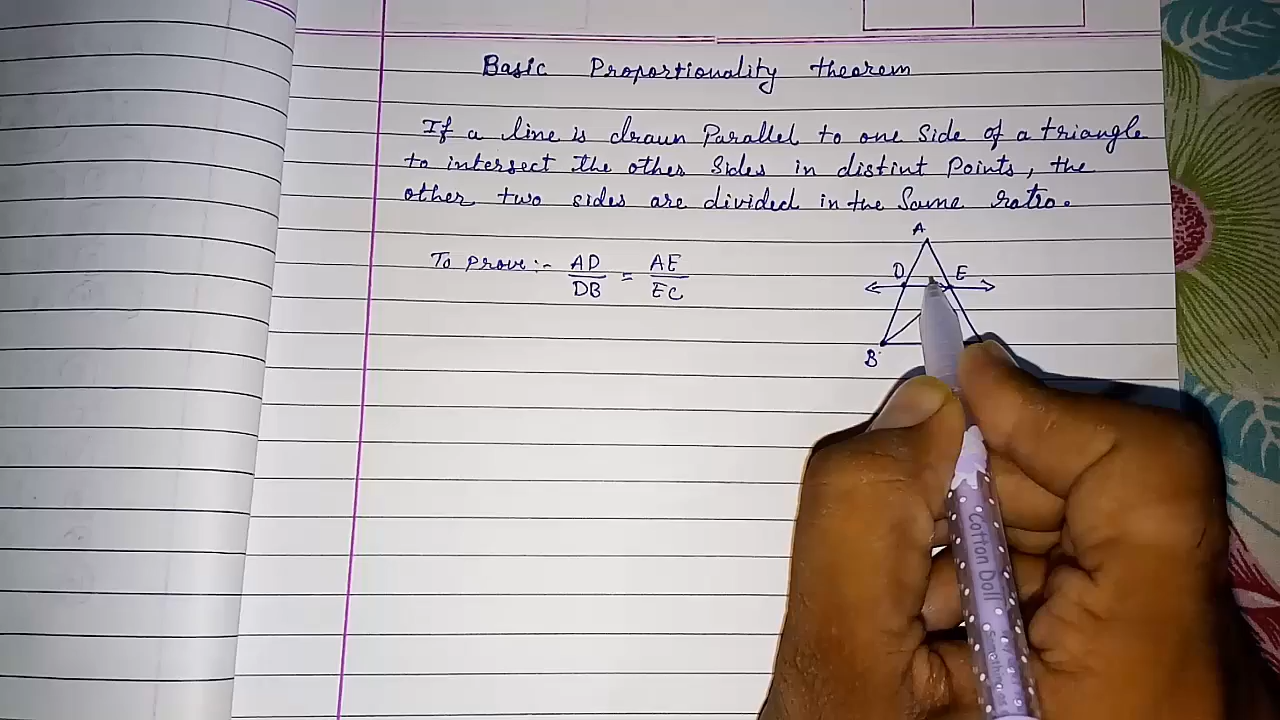 Basic Proportionality theorem
If a line is drawn Parallel to one Side of a triangle
to intersect the other Sides in distint Points, the
other two sides are divided in the Same ratio.
To prove:- AD/DB = AE/EC
A
D E
B
Cotton Doll